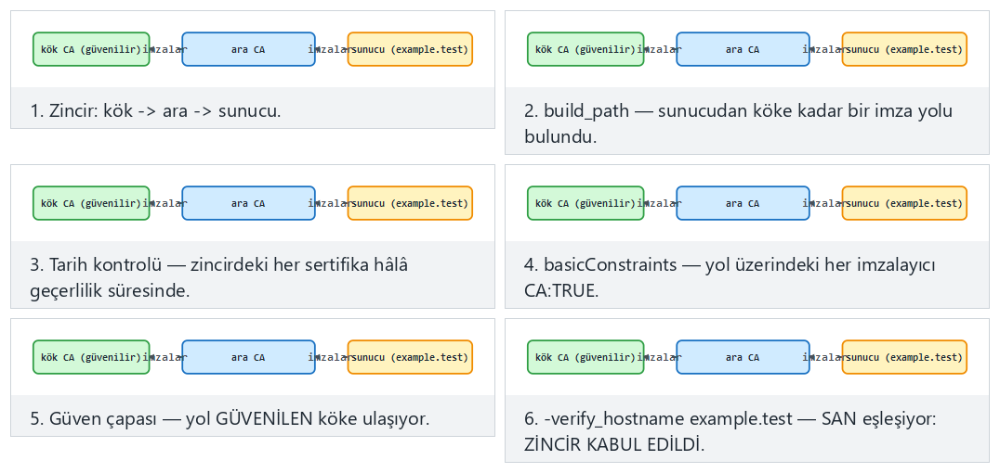 kök CA (güvenilir) imzalar ara CA imzalar sunucu (example.test)
1. Zincir: kök -> ara -> sunucu.
kök CA (güvenilir) imzalar ara CA imzalar sunucu (example.test)
2. build_path — sunucudan köke kadar bir imza yolu
bulundu.
kök CA (güvenilir) imzalar ara CA imzalar sunucu (example.test)
3. Tarih kontrolü — zincirdeki her sertifika hâlâ
geçerlilik süresinde.
kök CA (güvenilir) imzalar ara CA imzalar sunucu (example.test)
4. basicConstraints — yol üzerindeki her imzalayıcı
CA:TRUE.
kök CA (güvenilir) imzalar ara CA imzalar sunucu (example.test)
5. Güven çapası — yol GÜVENİLEN köke ulaşıyor.
kök CA (güvenilir) imzalar ara CA imzalar sunucu (example.test)
6. -verify_hostname example.test — SAN eşleşiyor:
ZİNCİR KABUL EDİLDİ.